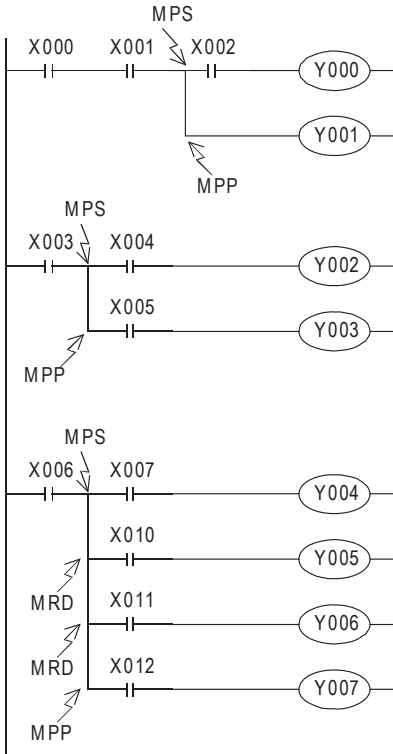 MPS
X000 X001 X002
Y000
Y001
MPP
MPS
X003 X004
Y002
X005
Y003
MPP
MPS
X006 X007
Y004
X010
Y005
MRD
X011
Y006
MRD
X012
Y007
MPP